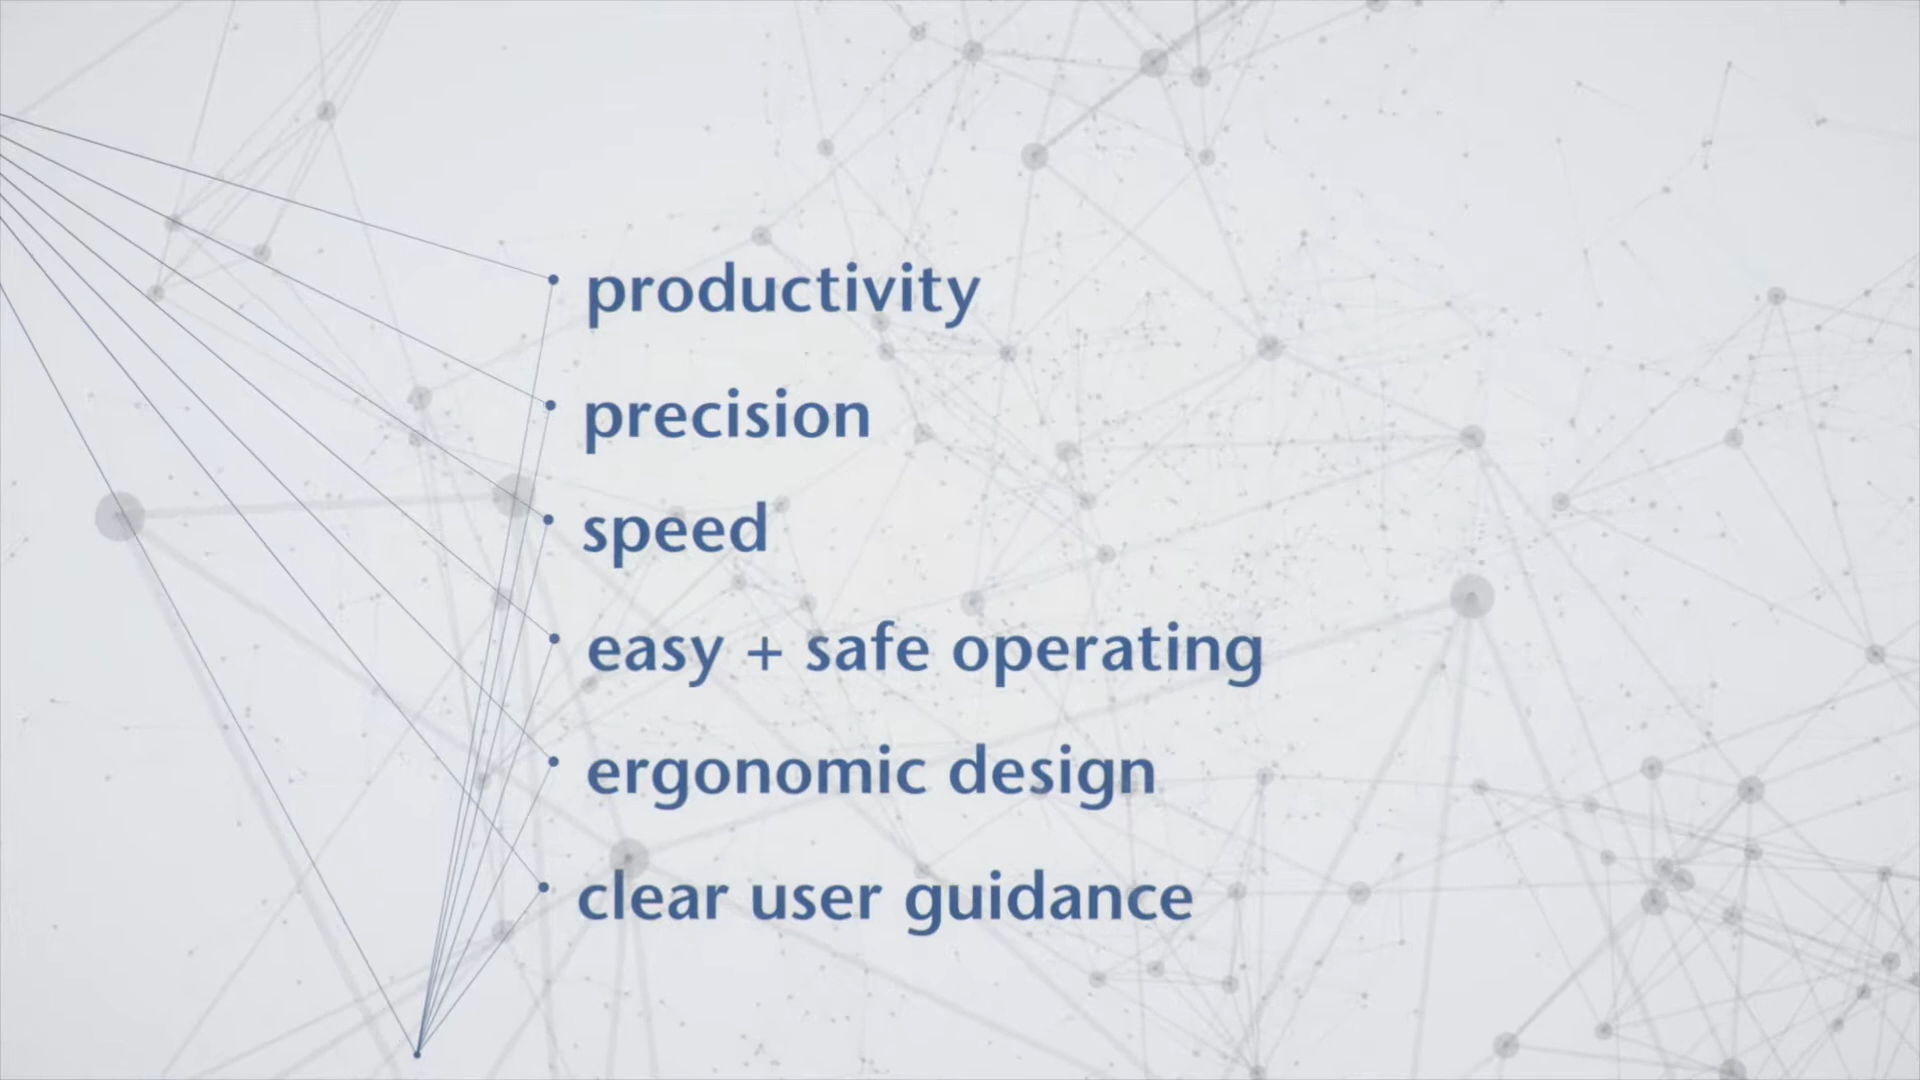 productivity
precision
speed
easy + safe operating
ergonomic design
clear user guidance